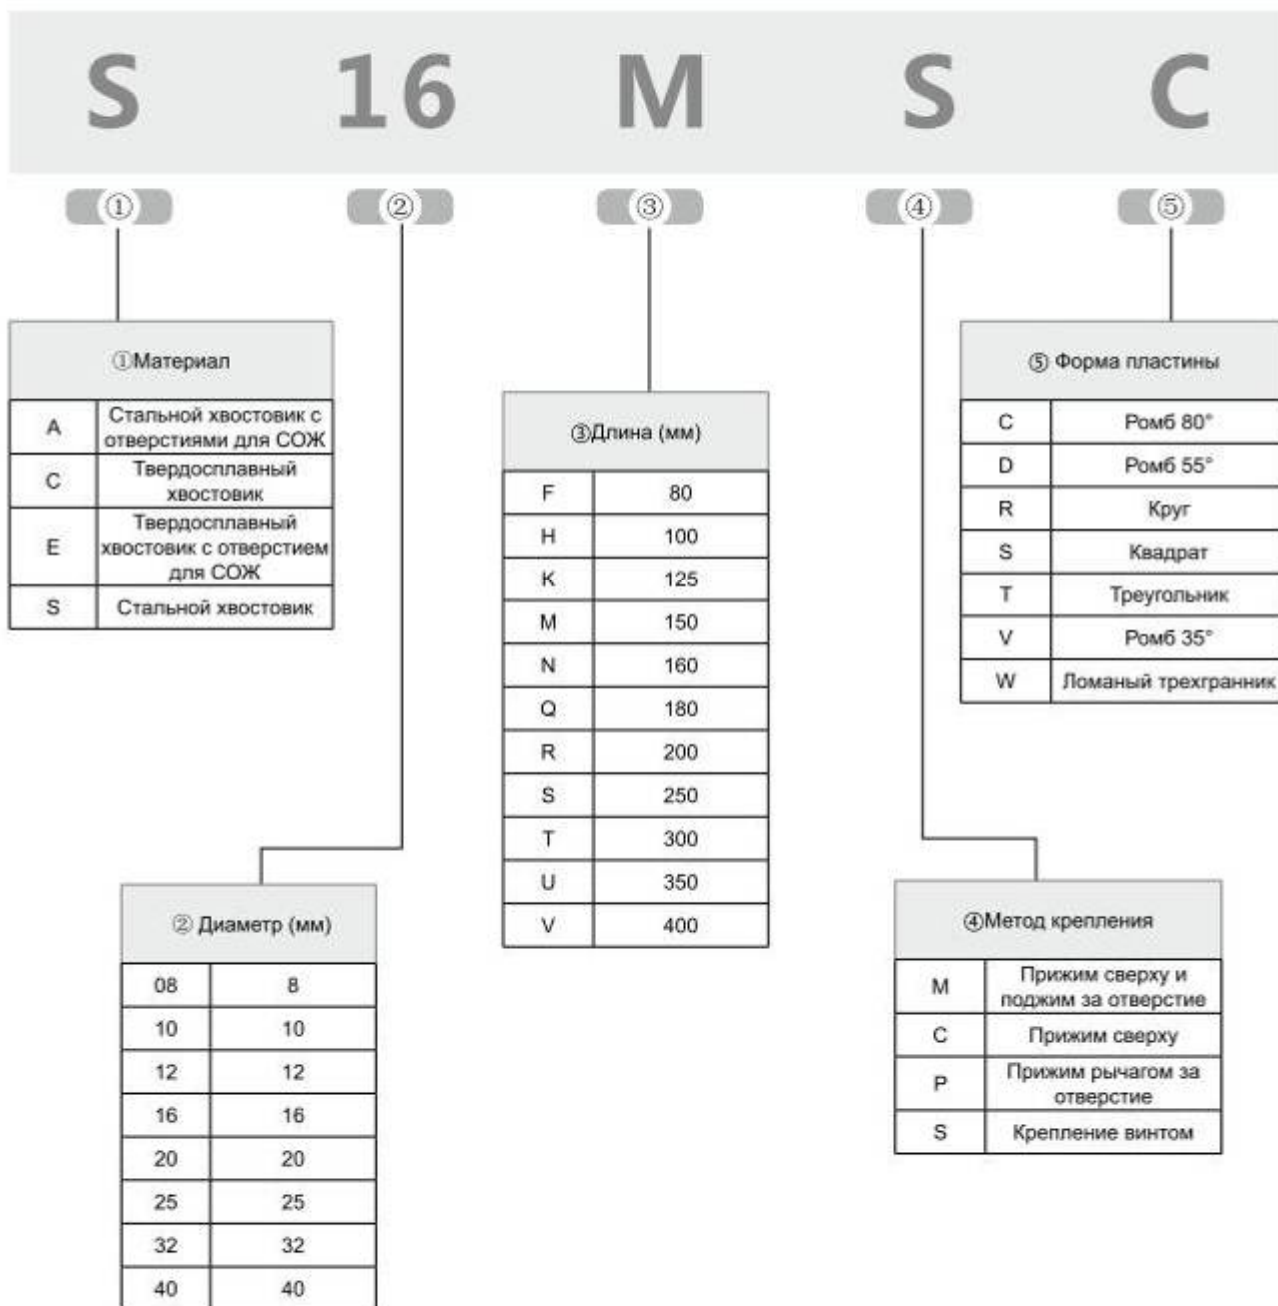 S 16 M S C
① ② ③ ④ ⑤
①Материал
A Стальной хвостовик с
отверстиями для СОЖ
C Твердосплавный
хвостовик
E Твердосплавный
хвостовик с отверстием
для СОЖ
S Стальной хвостовик
② Диаметр (мм)
08 8
10 10
12 12
16 16
20 20
25 25
32 32
40 40
③Длина (мм)
F 80
H 100
K 125
M 150
N 160
Q 180
R 200
S 250
T 300
U 350
V 400
④Метод крепления
M Прижим сверху и
поджим за отверстие
C Прижим сверху
P Прижим рычагом за
отверстие
S Крепление винтом
⑤ Форма пластины
C Ромб 80°
D Ромб 55°
R Круг
S Квадрат
T Треугольник
V Ромб 35°
W Ломаный трехгранник